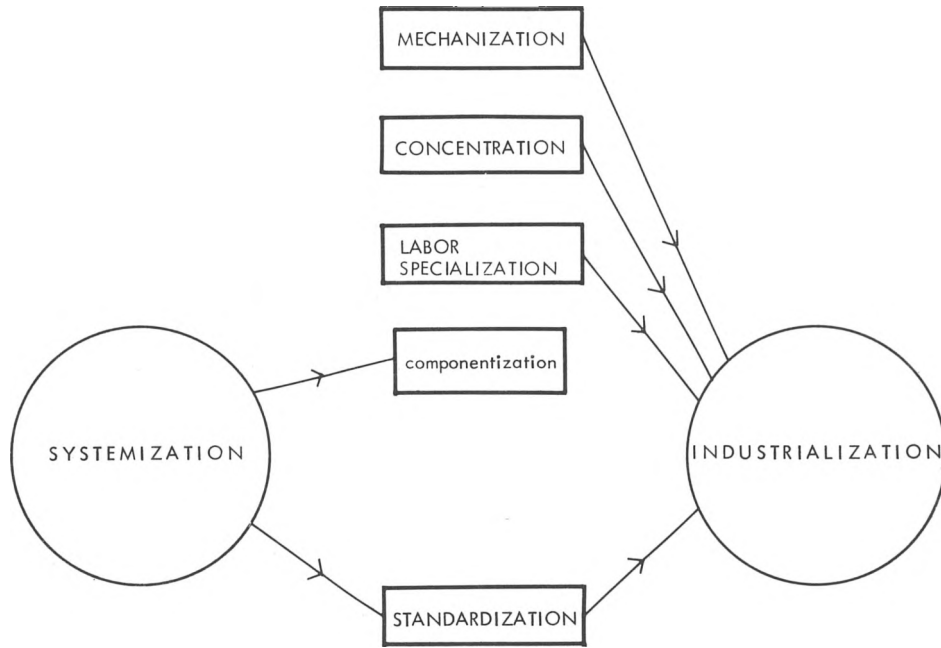 MECHANIZATION
CONCENTRATION
LABOR
SPECIALIZATION
componentization
SYSTEMIZATION
INDUSTRIALIZATION
STANDARDIZATION